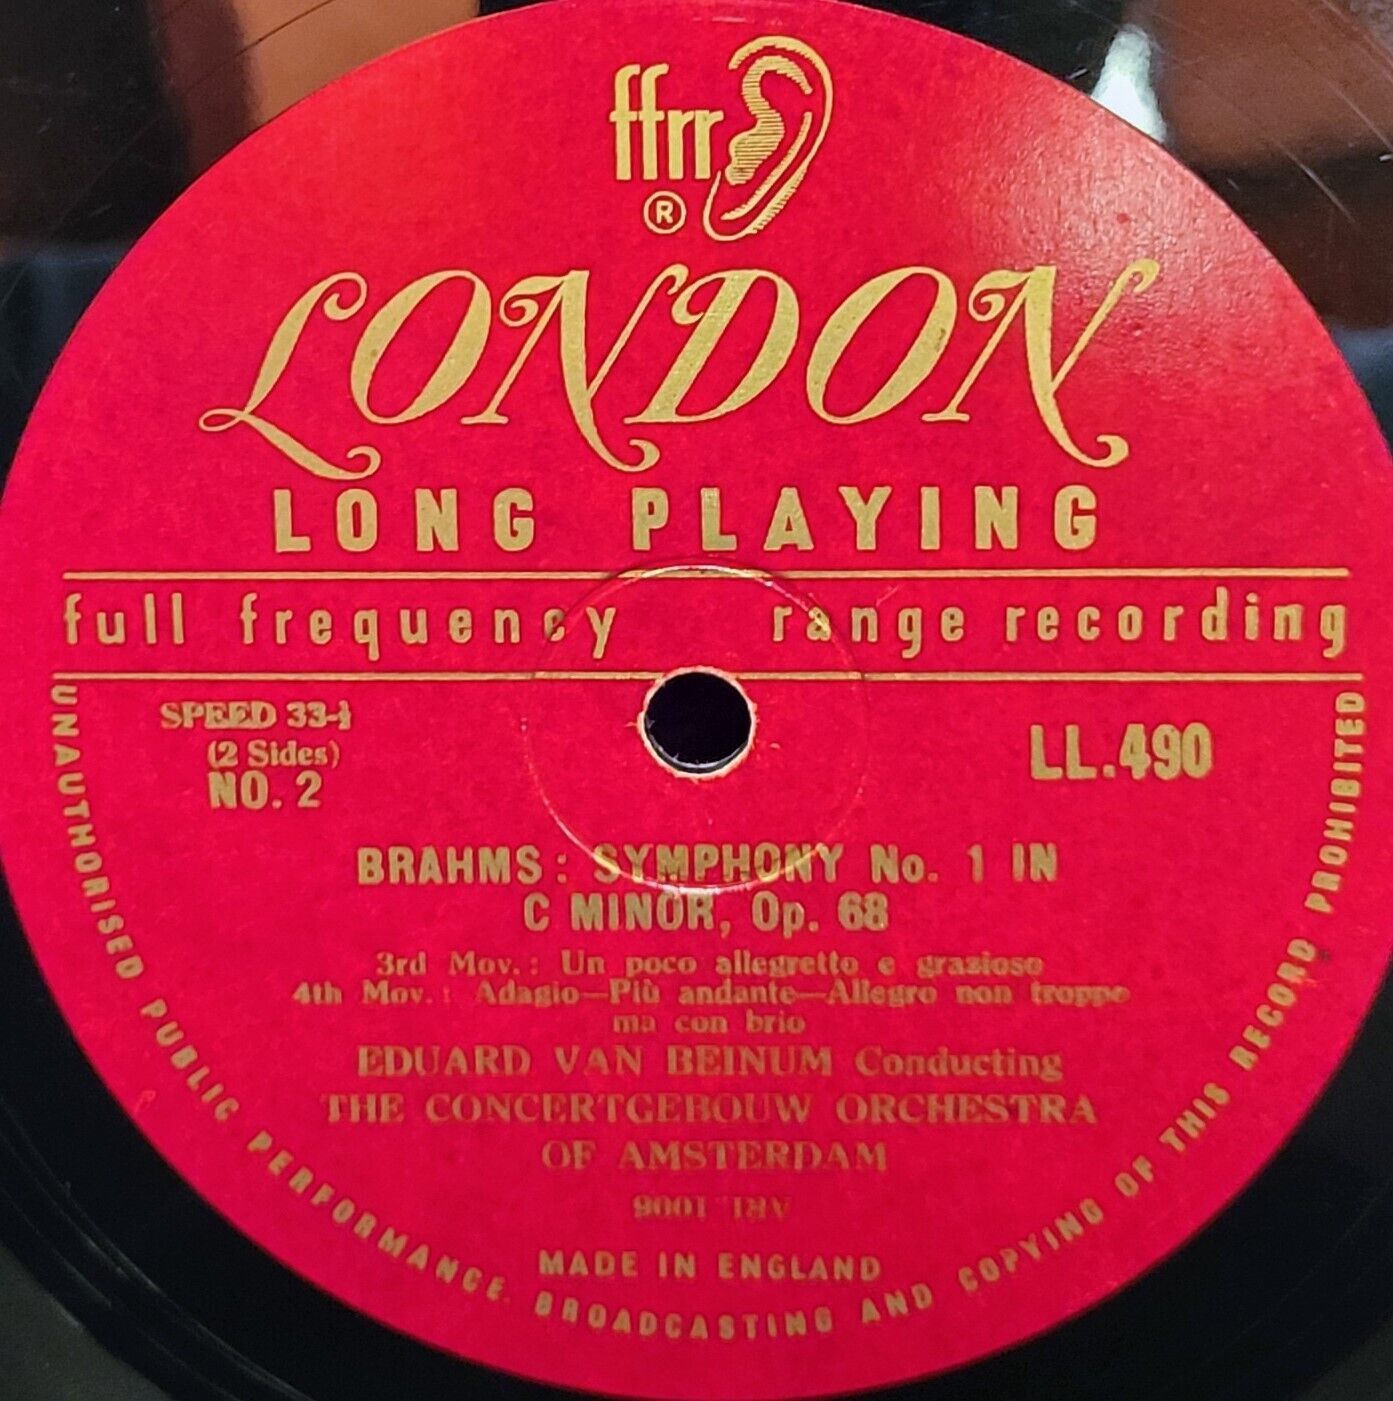 ffrr
®
LONDON
LONG PLAYING
full frequency range recording
SPEED 33-⅓
(2 Sides)
NO. 2
LL.490
BRAHMS: SYMPHONY No. 1 IN
C MINOR, Op. 68
3rd Mov.: Un poco allegretto e grazioso
4th Mov.: Adagio—Più andante—Allegro non troppo
ma con brio
EDUARD VAN BEINUM Conducting
THE CONCERTGEBOUW ORCHESTRA
OF AMSTERDAM
ARL 1006
MADE IN ENGLAND
UNAUTHORISED PUBLIC PERFORMANCE. BROADCASTING AND COPYING OF THIS RECORD PROHIBITED